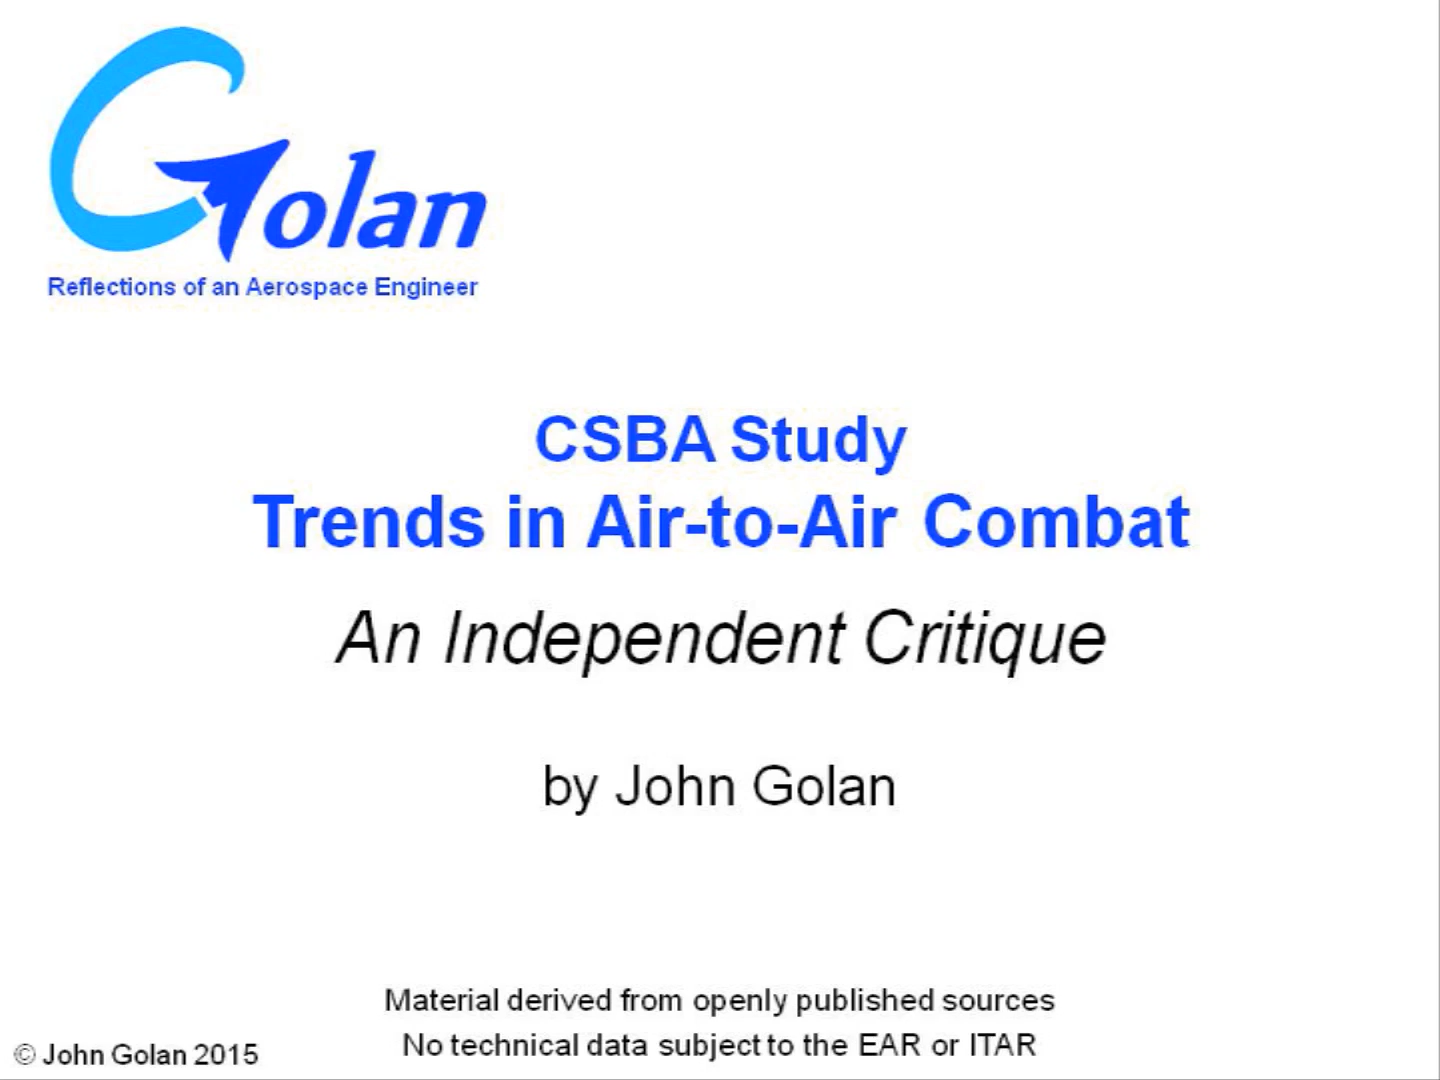 Golan
Reflections of an Aerospace Engineer
CSBA Study
Trends in Air-to-Air Combat
An Independent Critique
by John Golan
Material derived from openly published sources
No technical data subject to the EAR or ITAR
© John Golan 2015